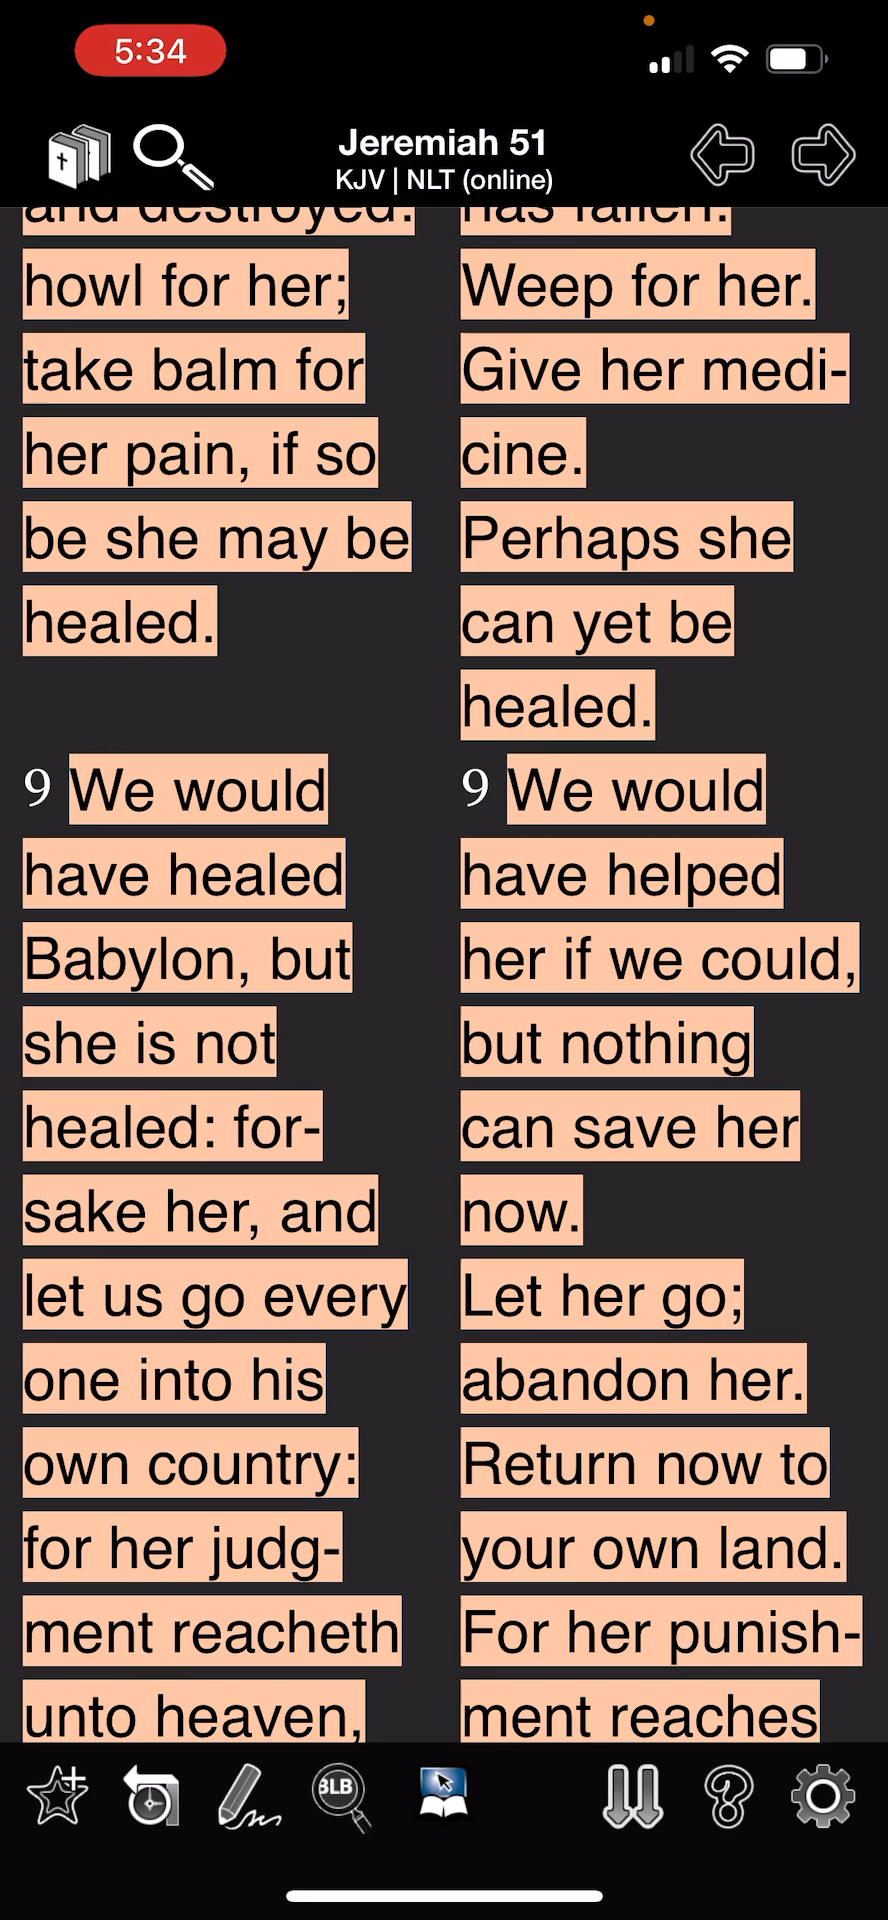 5:34
Jeremiah 51
KJV | NLT (online)
and destroyed:
howl for her;
take balm for
her pain, if so
be she may be
healed.
9 We would
have healed
Babylon, but
she is not
healed: for-
sake her, and
let us go every
one into his
own country:
for her judg-
ment reacheth
unto heaven,
has fallen.
Weep for her.
Give her medi-
cine.
Perhaps she
can yet be
healed.
9 We would
have helped
her if we could,
but nothing
can save her
now.
Let her go;
abandon her.
Return now to
your own land.
For her punish-
ment reaches
BLB